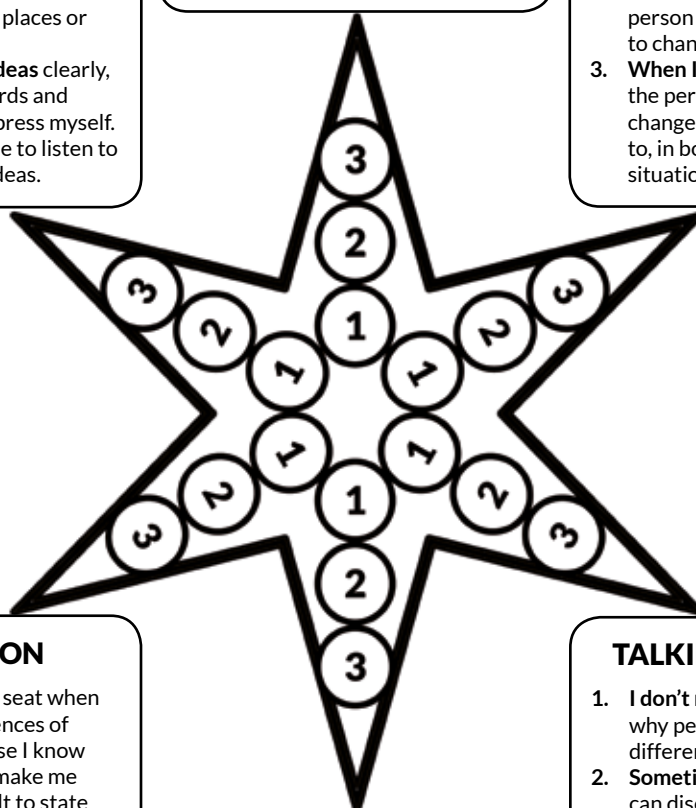 places or
deas clearly,
rds and
press myself.
e to listen to
deas.
person
to chan
3. When I
the per
change
to, in bo
situatio
3
2
1
3
2
1
1
2
3
1
2
3
1
2
3
1
2
3
ON
seat when
ences of
se I know
make me
lt to state
TALKI
1. I don't
why pe
differen
2. Someti
can disc